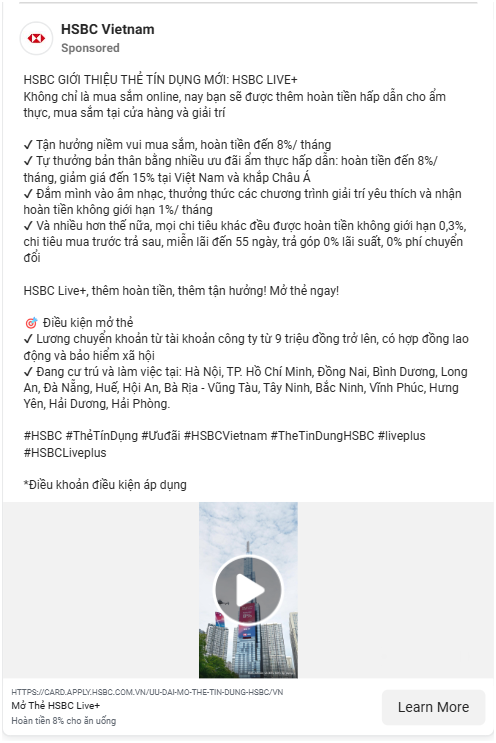 HSBC Vietnam
Sponsored
HSBC GIỚI THIỆU THẺ TÍN DỤNG MỚI: HSBC LIVE+
Không chỉ là mua sắm online, nay bạn sẽ được thêm hoàn tiền hấp dẫn cho ẩm
thực, mua sắm tại cửa hàng và giải trí
✓ Tận hưởng niềm vui mua sắm, hoàn tiền đến 8%/ tháng
✓ Tự thưởng bản thân bằng nhiều ưu đãi ẩm thực hấp dẫn: hoàn tiền đến 8%/
tháng, giảm giá đến 15% tại Việt Nam và khắp Châu Á
✓ Đắm mình vào âm nhạc, thưởng thức các chương trình giải trí yêu thích và nhận
hoàn tiền không giới hạn 1%/ tháng
✓ Và nhiều hơn thế nữa, mọi chi tiêu khác đều được hoàn tiền không giới hạn 0,3%,
chi tiêu mua trước trả sau, miễn lãi đến 55 ngày, trả góp 0% lãi suất, 0% phí chuyển
đổi
HSBC Live+, thêm hoàn tiền, thêm tận hưởng! Mở thẻ ngay!
🎯 Điều kiện mở thẻ
✓ Lương chuyển khoản từ tài khoản công ty từ 9 triệu đồng trở lên, có hợp đồng lao
động và bảo hiểm xã hội
✓ Đang cư trú và làm việc tại: Hà Nội, TP. Hồ Chí Minh, Đồng Nai, Bình Dương, Long
An, Đà Nẵng, Huế, Hội An, Bà Rịa - Vũng Tàu, Tây Ninh, Bắc Ninh, Vĩnh Phúc, Hưng
Yên, Hải Dương, Hải Phòng.
#HSBC #ThẻTínDụng #Ưuđãi #HSBCVietnam #TheTinDungHSBC #liveplus
#HSBCLiveplus
*Điều khoản điều kiện áp dụng
HTTPS://CARD.APPLY.HSBC.COM.VN/UU-DAI-MO-THE-TIN-DUNG-HSBC/VN
Mở Thẻ HSBC Live+
Hoàn tiền 8% cho ăn uống
Learn More